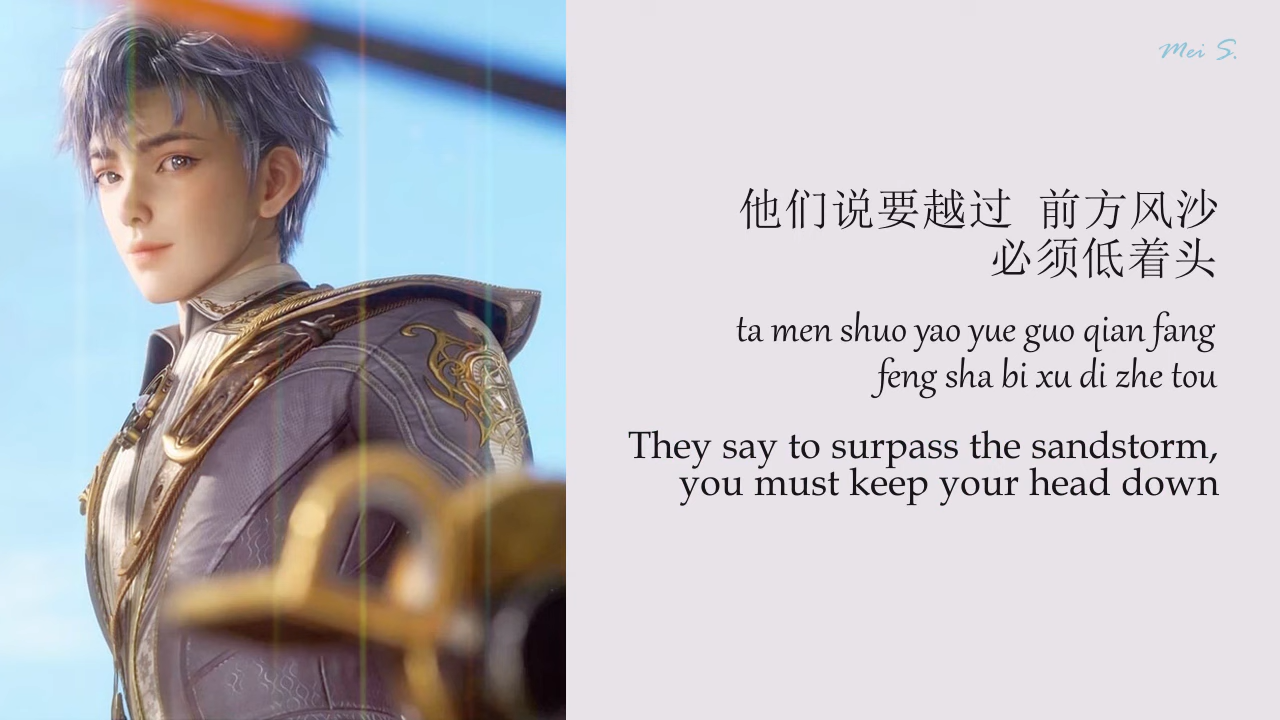 Mei S.
他们说要越过 前方风沙
必须低着头
ta men shuo yao yue guo qian fang
feng sha bi xu di zhe tou
They say to surpass the sandstorm,
you must keep your head down